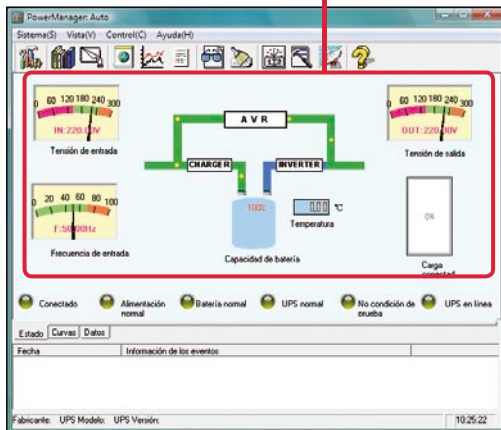 PowerManager: Auto
Sistema(S) Vista(V) Control(C) Ayuda(H)
0 60 120 180 240 300
IN:220.00V
Tensión de entrada
A V R
CHARGER
INVERTER
0 60 120 180 240 300
OUT:220.00V
Tensión de salida
0 20 40 60 80 100
F:50.00Hz
Frecuencia de entrada
100%
Capacidad de batería
°C
Temperatura
0%
Carga
Conectado
Alimentación normal
Batería normal
UPS normal
No condición de prueba
UPS en línea
Estado Curvas Datos
Fecha Información de los eventos
Fabricante: UPS Modelo: UPS Versión: 10:25:22